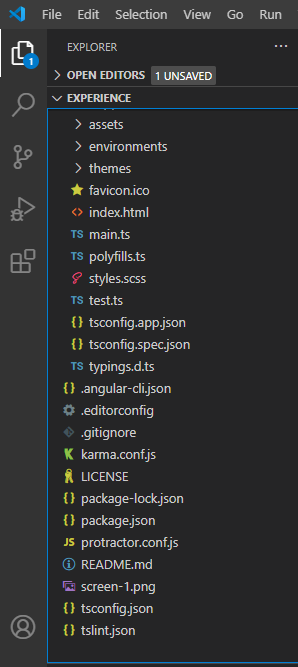 File Edit Selection View Go Run
EXPLORER ...
1
OPEN EDITORS 1 UNSAVED
EXPERIENCE
assets
environments
themes
favicon.ico
<> index.html
TS main.ts
TS polyfills.ts
styles.scss
TS test.ts
{} tsconfig.app.json
{} tsconfig.spec.json
TS typings.d.ts
{} .angular-cli.json
.editorconfig
.gitignore
karma.conf.js
LICENSE
{} package-lock.json
{} package.json
JS protractor.conf.js
README.md
screen-1.png
{} tsconfig.json
{} tslint.json